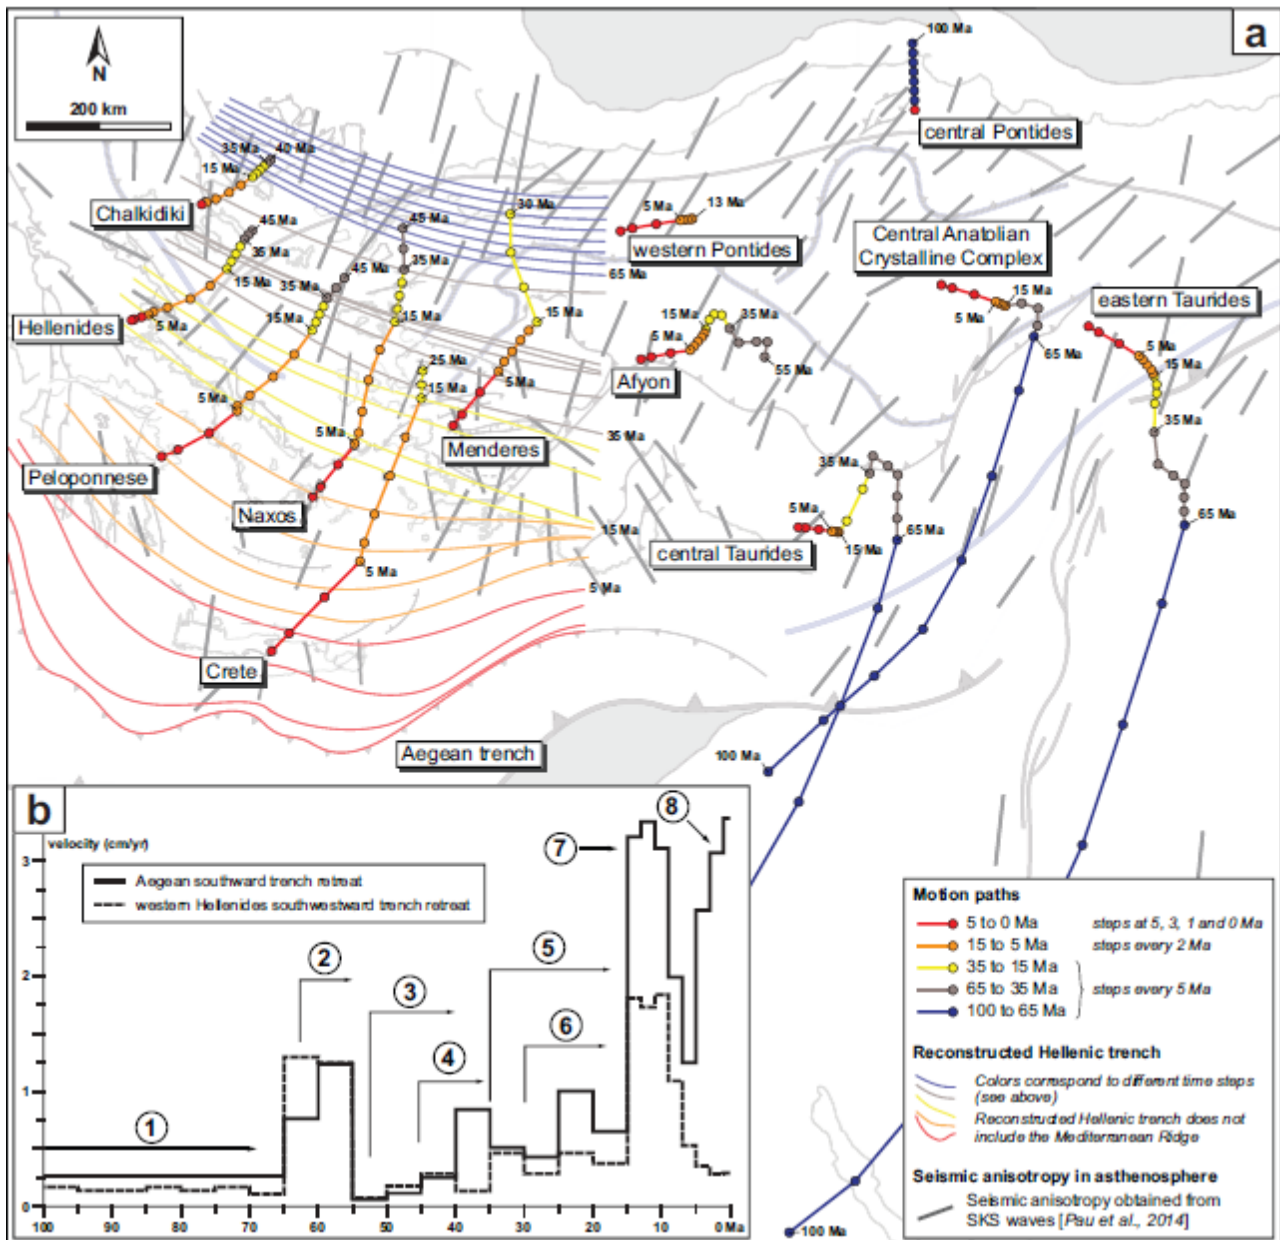 a
N
200 km
100 Ma
central Pontides
35 Ma
40 Ma
15 Ma
Chalkidiki
45 Ma
35 Ma
15 Ma
5 Ma
Hellenides
45 Ma
35 Ma
15 Ma
5 Ma
Peloponnese
45 Ma
35 Ma
15 Ma
5 Ma
Naxos
25 Ma
15 Ma
5 Ma
Crete
30 Ma
15 Ma
5 Ma
Menderes
5 Ma
13 Ma
western Pontides
65 Ma
35 Ma
15 Ma
5 Ma
15 Ma
35 Ma
5 Ma
55 Ma
Afyon
Central Anatolian
Crystalline Complex
15 Ma
5 Ma
65 Ma
eastern Taurides
5 Ma
15 Ma
35 Ma
65 Ma
35 Ma
5 Ma
15 Ma
65 Ma
central Taurides
100 Ma
Aegean trench
100 Ma
b
velocity (cm/yr)
Aegean southward trench retreat
western Hellenides southwestward trench retreat
3
2
1
0
1
2
3
4
5
6
7
8
100 90 80 70 60 50 40 30 20 10 0 Ma
Motion paths
5 to 0 Ma steps at 5, 3, 1 and 0 Ma
15 to 5 Ma steps every 2 Ma
35 to 15 Ma
65 to 35 Ma steps every 5 Ma
100 to 65 Ma
Reconstructed Hellenic trench
Colors correspond to different time steps
(see above)
Reconstructed Hellenic trench does not
include the Mediterranean Ridge
Seismic anisotropy in asthenosphere
Seismic anisotropy obtained from
SKS waves [Pau et al., 2014]